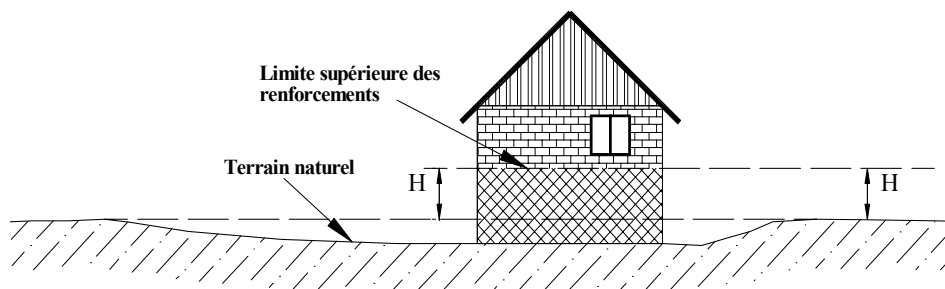 Limite supérieure des
renforcements
Terrain naturel
H
H